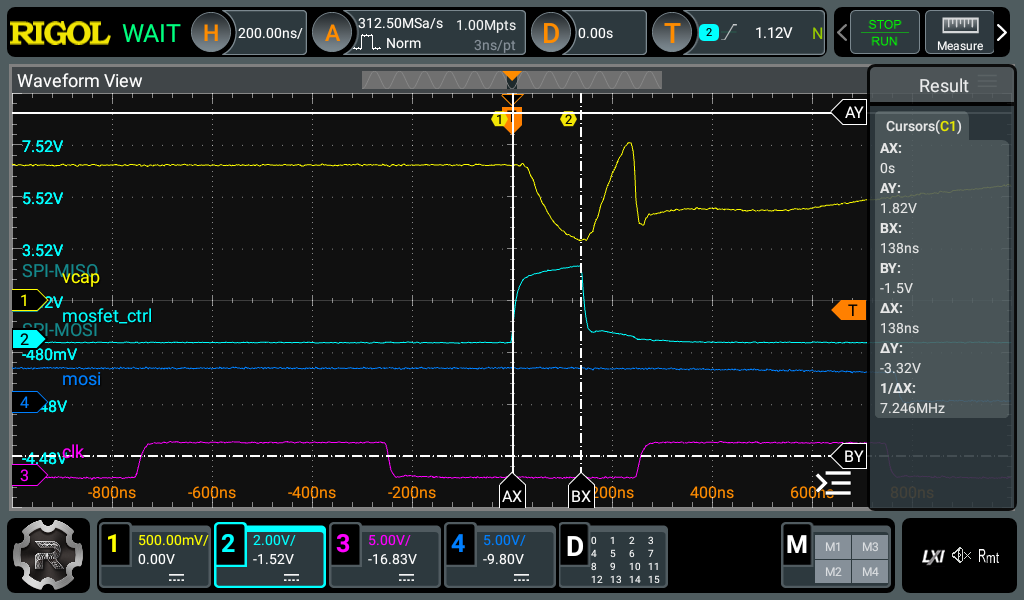 RIGOL WAIT H 200.00ns/ A 312.50MSa/s 1.00Mpts
Norm 3ns/pt
D 0.00s T 2 1.12V N
STOP
RUN
Measure
Waveform View
Result
1 2 AY
Cursors(C1)
AX:
0s
AY:
1.82V
BX:
138ns
BY:
-1.5V
ΔX:
138ns
ΔY:
-3.32V
1/ΔX:
7.246MHz
7.52V
5.52V
3.52V
SPI-MISO
vcap
1 2V
mosfet_ctrl
T
SPI-MOSI
2
-480mV
mosi
4 48V
clk
-4.48V
BY
3
-800ns -600ns -400ns -200ns AX BX 200ns 400ns 600ns 800ns
1 500.00mV/
0.00V
2 2.00V/
-1.52V
3 5.00V/
-16.83V
4 5.00V/
-9.80V
D 0 1 2 3
4 5 6 7
8 9 10 11
12 13 14 15
M M1 M3
M2 M4
LXI Rmt